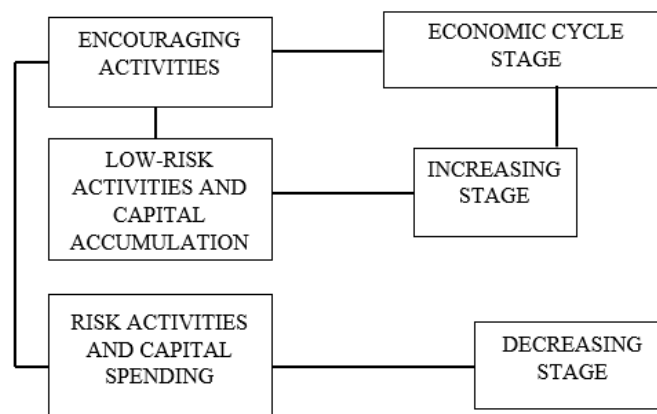 ENCOURAGING
ACTIVITIES
ECONOMIC CYCLE
STAGE
LOW-RISK
ACTIVITIES AND
CAPITAL
ACCUMULATION
INCREASING
STAGE
RISK ACTIVITIES
AND CAPITAL
SPENDING
DECREASING
STAGE